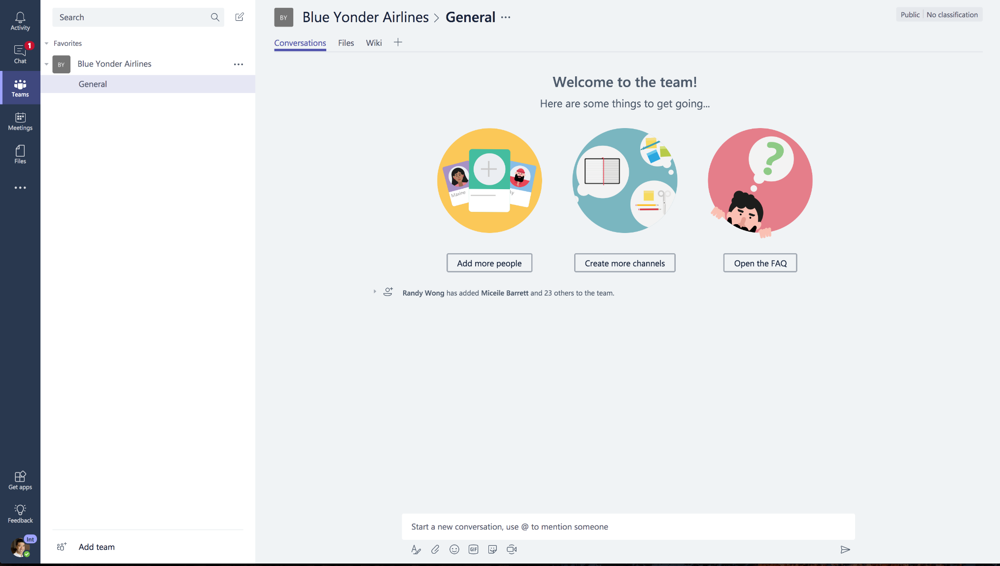 Activity
Chat
1
Teams
Meetings
Files
Get apps
Feedback
Int
Search
Favorites
BY Blue Yonder Airlines
General
Add team
BY Blue Yonder Airlines > General
Public No classification
Conversations Files Wiki
Welcome to the team!
Here are some things to get going...
Maxine
ky
Add more people
Create more channels
Open the FAQ
Randy Wong has added Miceile Barrett and 23 others to the team.
Start a new conversation, use @ to mention someone
GIF